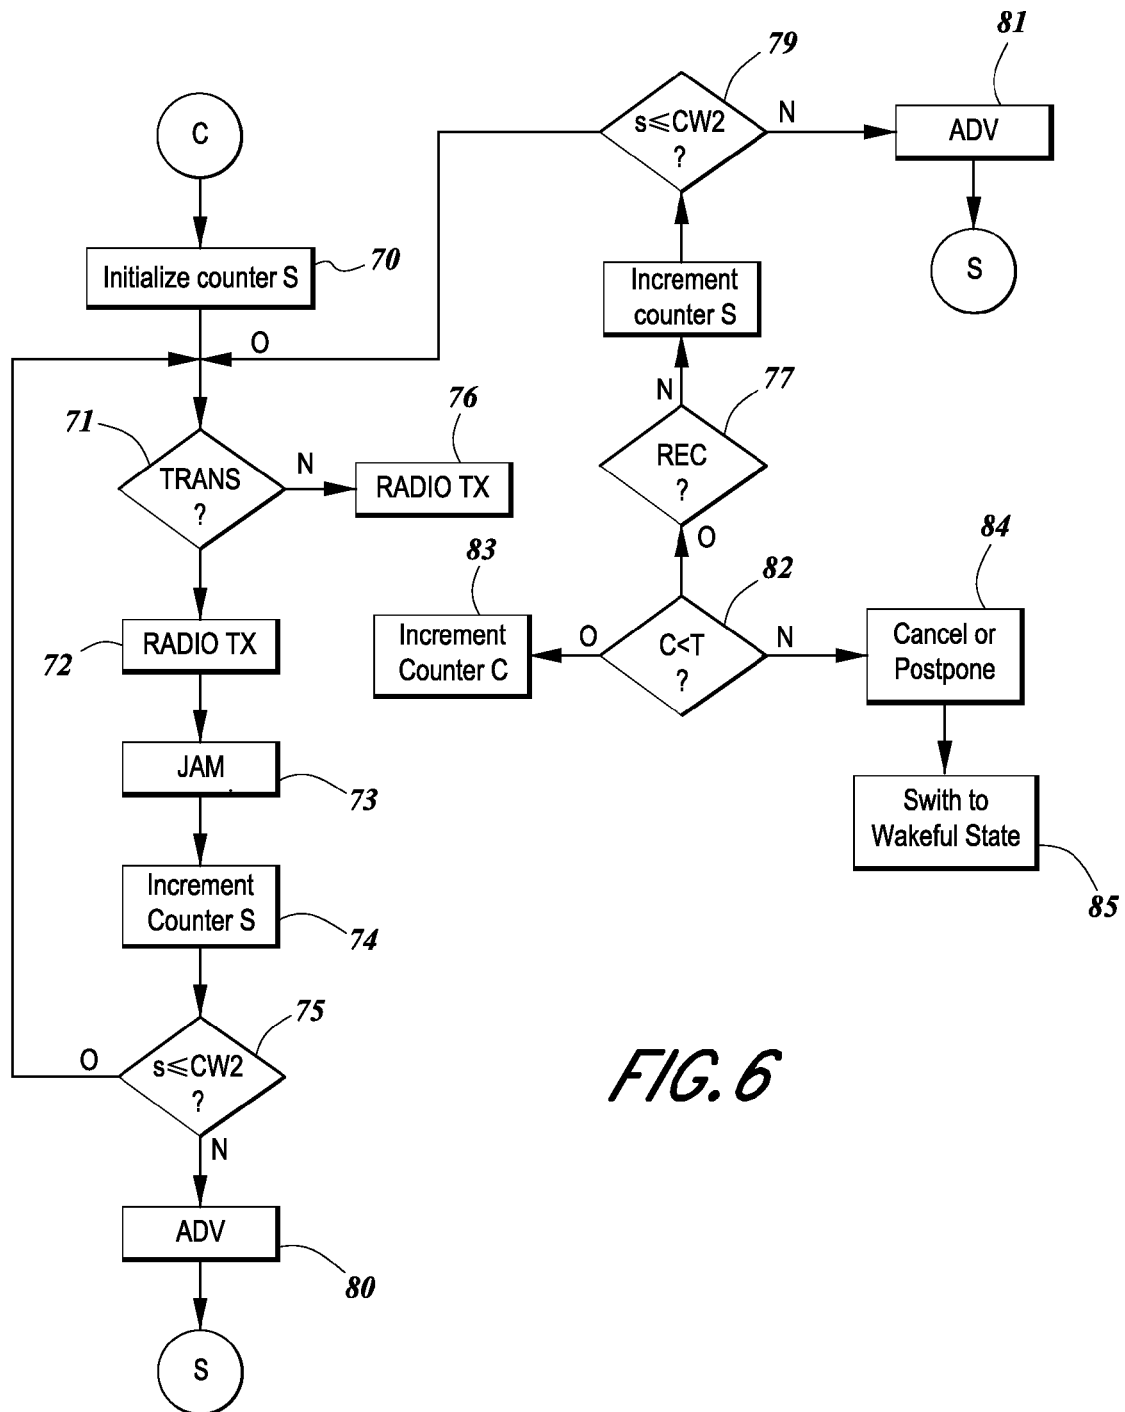 C
Initialize counter S
70
O
71
TRANS
?
N
76
RADIO TX
72
RADIO TX
JAM
73
Increment
Counter S
74
75
O
s≤CW2
?
N
ADV
80
S
79
s≤CW2
?
N
81
ADV
S
Increment
counter S
N
77
REC
?
O
83
Increment
Counter C
O
82
C<T
?
N
84
Cancel or
Postpone
Swith to
Wakeful State
85
FIG. 6